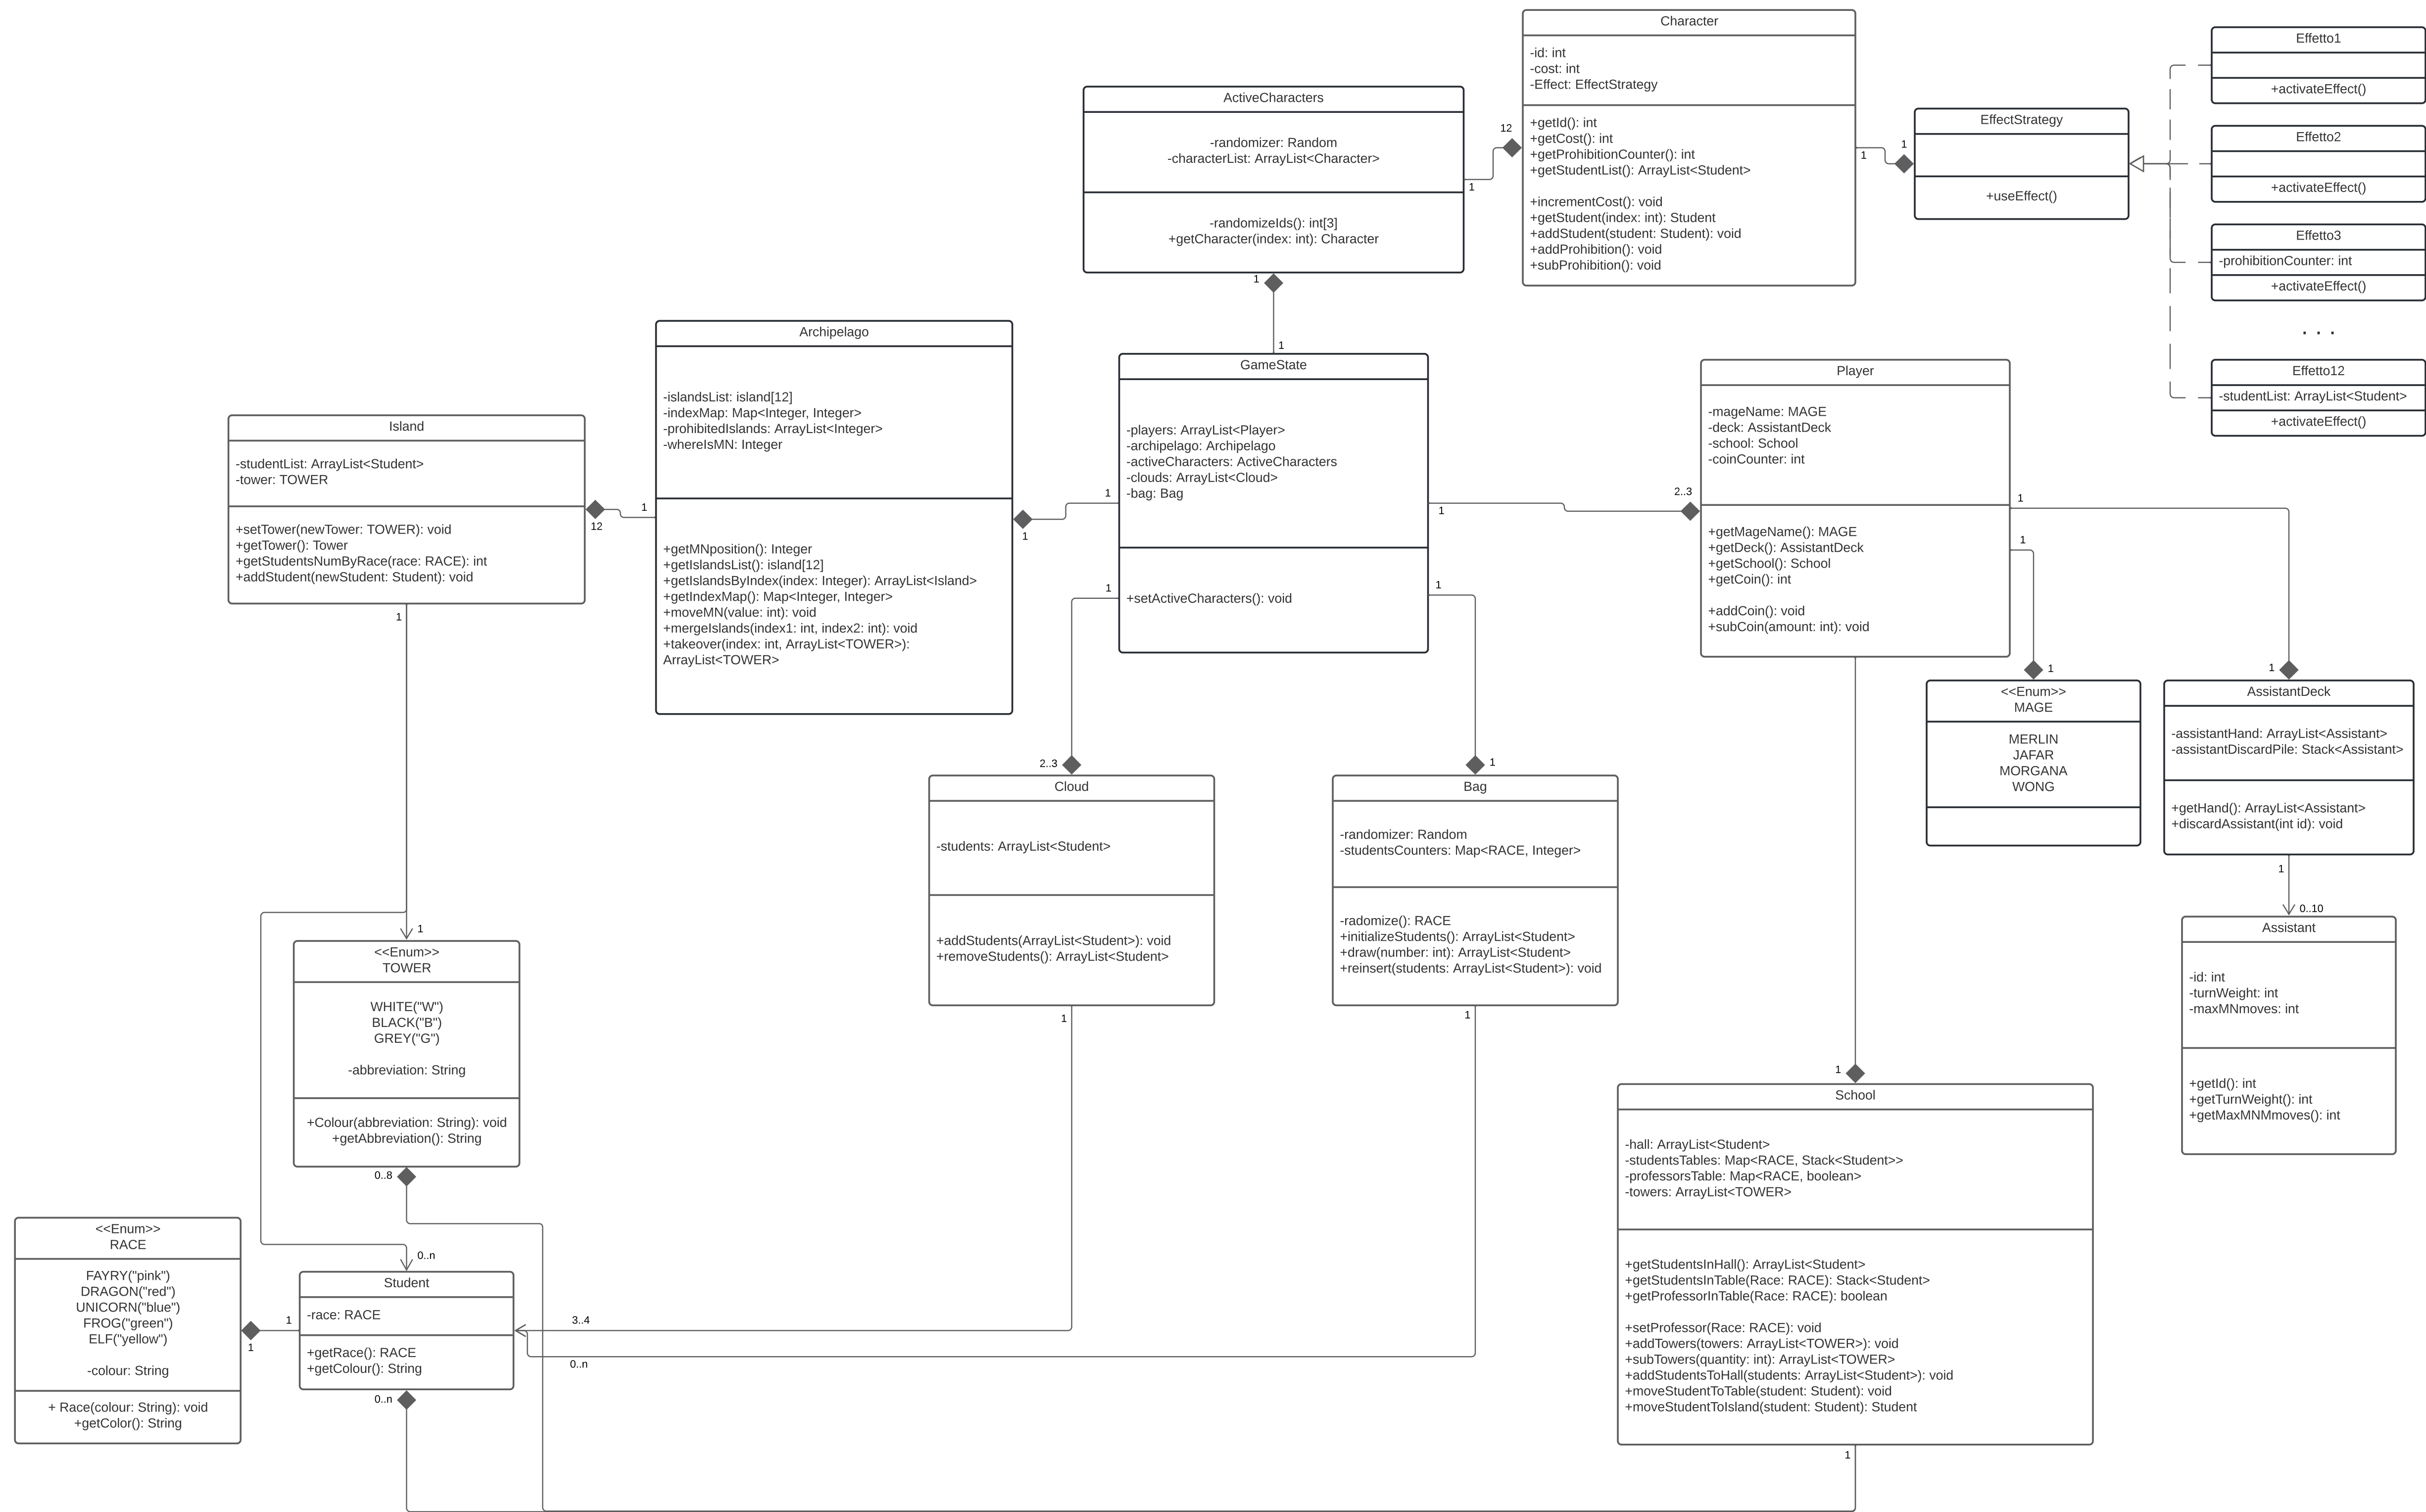 Character
-id: int
-cost: int
-Effect: EffectStrategy
+getId(): int
+getCost(): int
+getProhibitionCounter(): int
+getStudentList(): ArrayList<Student>
+incrementCost(): void
+getStudent(index: int): Student
+addStudent(student: Student): void
+addProhibition(): void
+subProhibition(): void
12
1
1
1
ActiveCharacters
-randomizer: Random
-characterList: ArrayList<Character>
-randomizeIds(): int[3]
+getCharacter(index: int): Character
1
1
EffectStrategy
+useEffect()
Effetto1
+activateEffect()
Effetto2
+activateEffect()
Effetto3
-prohibitionCounter: int
+activateEffect()
. . .
Effetto12
-studentList: ArrayList<Student>
+activateEffect()
Archipelago
-islandsList: island[12]
-indexMap: Map<Integer, Integer>
-prohibitedIslands: ArrayList<Integer>
-whereIsMN: Integer
+getMNposition(): Integer
+getIslandsList(): island[12]
+getIslandsByIndex(index: Integer): ArrayList<Island>
+getIndexMap(): Map<Integer, Integer>
+moveMN(value: int): void
+mergeIslands(index1: int, index2: int): void
+takeover(index: int, ArrayList<TOWER>):
ArrayList<TOWER>
GameState
-players: ArrayList<Player>
-archipelago: Archipelago
-activeCharacters: ActiveCharacters
-clouds: ArrayList<Cloud>
-bag: Bag
+setActiveCharacters(): void
1
1
1
1
1
2..3
Player
-mageName: MAGE
-deck: AssistantDeck
-school: School
-coinCounter: int
+getMageName(): MAGE
+getDeck(): AssistantDeck
+getSchool(): School
+getCoin(): int
+addCoin(): void
+subCoin(amount: int): void
1
1
1
1
Island
-studentList: ArrayList<Student>
-tower: TOWER
+setTower(newTower: TOWER): void
+getTower(): Tower
+getStudentsNumByRace(race: RACE): int
+addStudent(newStudent: Student): void
12
1
1
<<Enum>>
MAGE
MERLIN
JAFAR
MORGANA
WONG
AssistantDeck
-assistantHand: ArrayList<Assistant>
-assistantDiscardPile: Stack<Assistant>
+getHand(): ArrayList<Assistant>
+discardAssistant(int id): void
1
0..10
Assistant
-id: int
-turnWeight: int
-maxMNmoves: int
+getId(): int
+getTurnWeight(): int
+getMaxMNMmoves(): int
2..3
Cloud
-students: ArrayList<Student>
+addStudents(ArrayList<Student>): void
+removeStudents(): ArrayList<Student>
1
1
Bag
-randomizer: Random
-studentsCounters: Map<RACE, Integer>
-radomize(): RACE
+initializeStudents(): ArrayList<Student>
+draw(number: int): ArrayList<Student>
+reinsert(students: ArrayList<Student>): void
1
1
<<Enum>>
TOWER
WHITE("W")
BLACK("B")
GREY("G")
-abbreviation: String
+Colour(abbreviation: String): void
+getAbbreviation(): String
0..8
1
School
-hall: ArrayList<Student>
-studentsTables: Map<RACE, Stack<Student>>
-professorsTable: Map<RACE, boolean>
-towers: ArrayList<TOWER>
+getStudentsInHall(): ArrayList<Student>
+getStudentsInTable(Race: RACE): Stack<Student>
+getProfessorInTable(Race: RACE): boolean
+setProfessor(Race: RACE): void
+addTowers(towers: ArrayList<TOWER>): void
+subTowers(quantity: int): ArrayList<TOWER>
+addStudentsToHall(students: ArrayList<Student>): void
+moveStudentToTable(student: Student): void
+moveStudentToIsland(student: Student): Student
1
<<Enum>>
RACE
FAYRY("pink")
DRAGON("red")
UNICORN("blue")
FROG("green")
ELF("yellow")
-colour: String
+ Race(colour: String): void
+getColor(): String
1
1
0..n
Student
-race: RACE
+getRace(): RACE
+getColour(): String
3..4
0..n
0..n